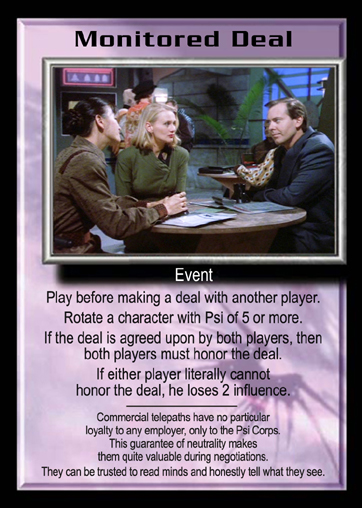 Monitored Deal
Event
Play before making a deal with another player.
Rotate a character with Psi of 5 or more.
If the deal is agreed upon by both players, then
both players must honor the deal.
If either player literally cannot
honor the deal, he loses 2 influence.
Commercial telepaths have no particular
loyalty to any employer, only to the Psi Corps.
This guarantee of neutrality makes
them quite valuable during negotiations.
They can be trusted to read minds and honestly tell what they see.